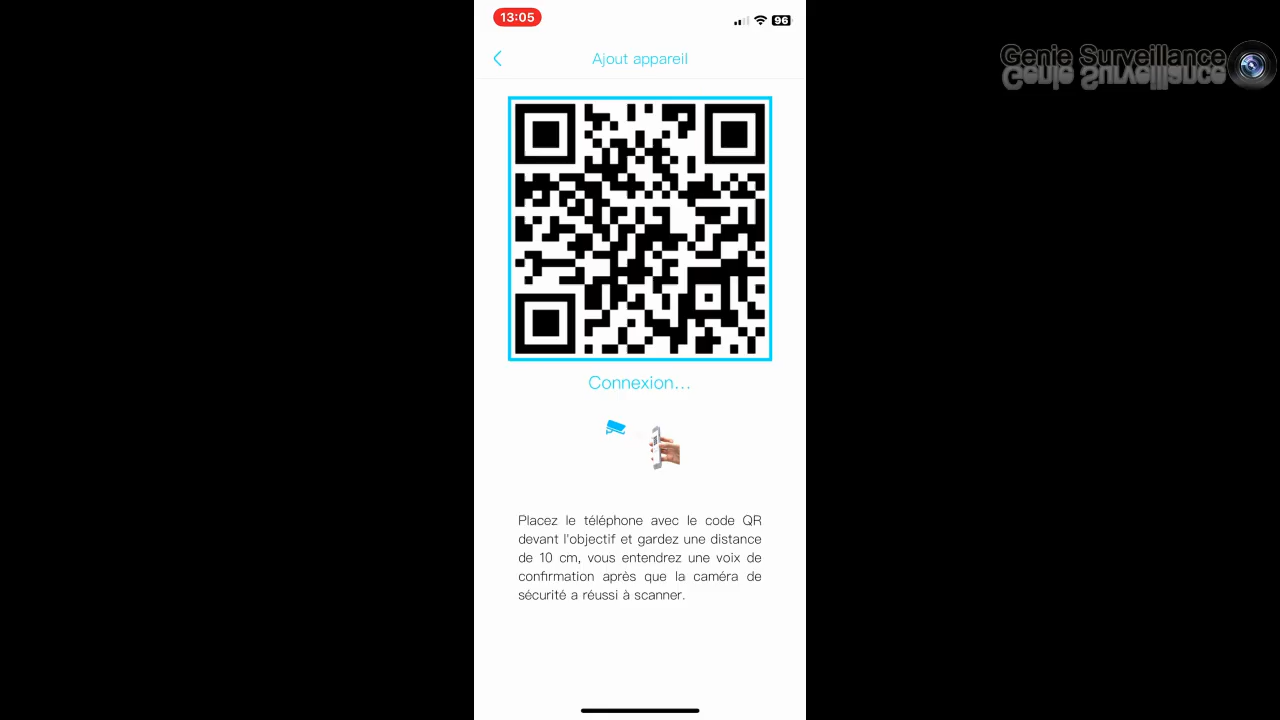 13:05
96
Ajout appareil
Genie Surveillance
Connexion...
Placez le téléphone avec le code QR
devant l'objectif et gardez une distance
de 10 cm, vous entendrez une voix de
confirmation après que la caméra de
sécurité a réussi à scanner.